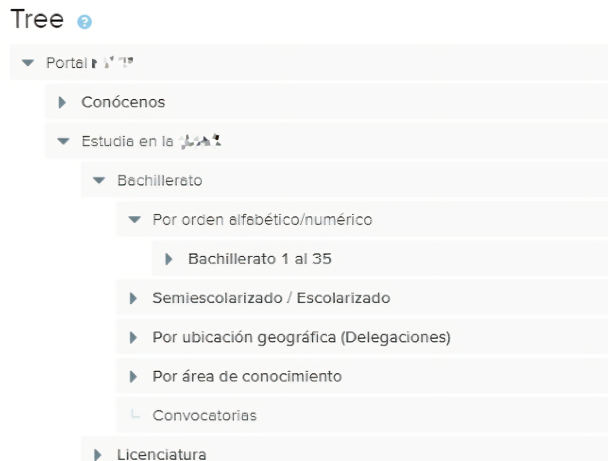 Tree ?
Portal
Conócenos
Estudia en la
Bachillerato
Por orden alfabético/numérico
Bachillerato 1 al 35
Semiescolarizado / Escolarizado
Por ubicación geográfica (Delegaciones)
Por área de conocimiento
Convocatorias
Licenciatura